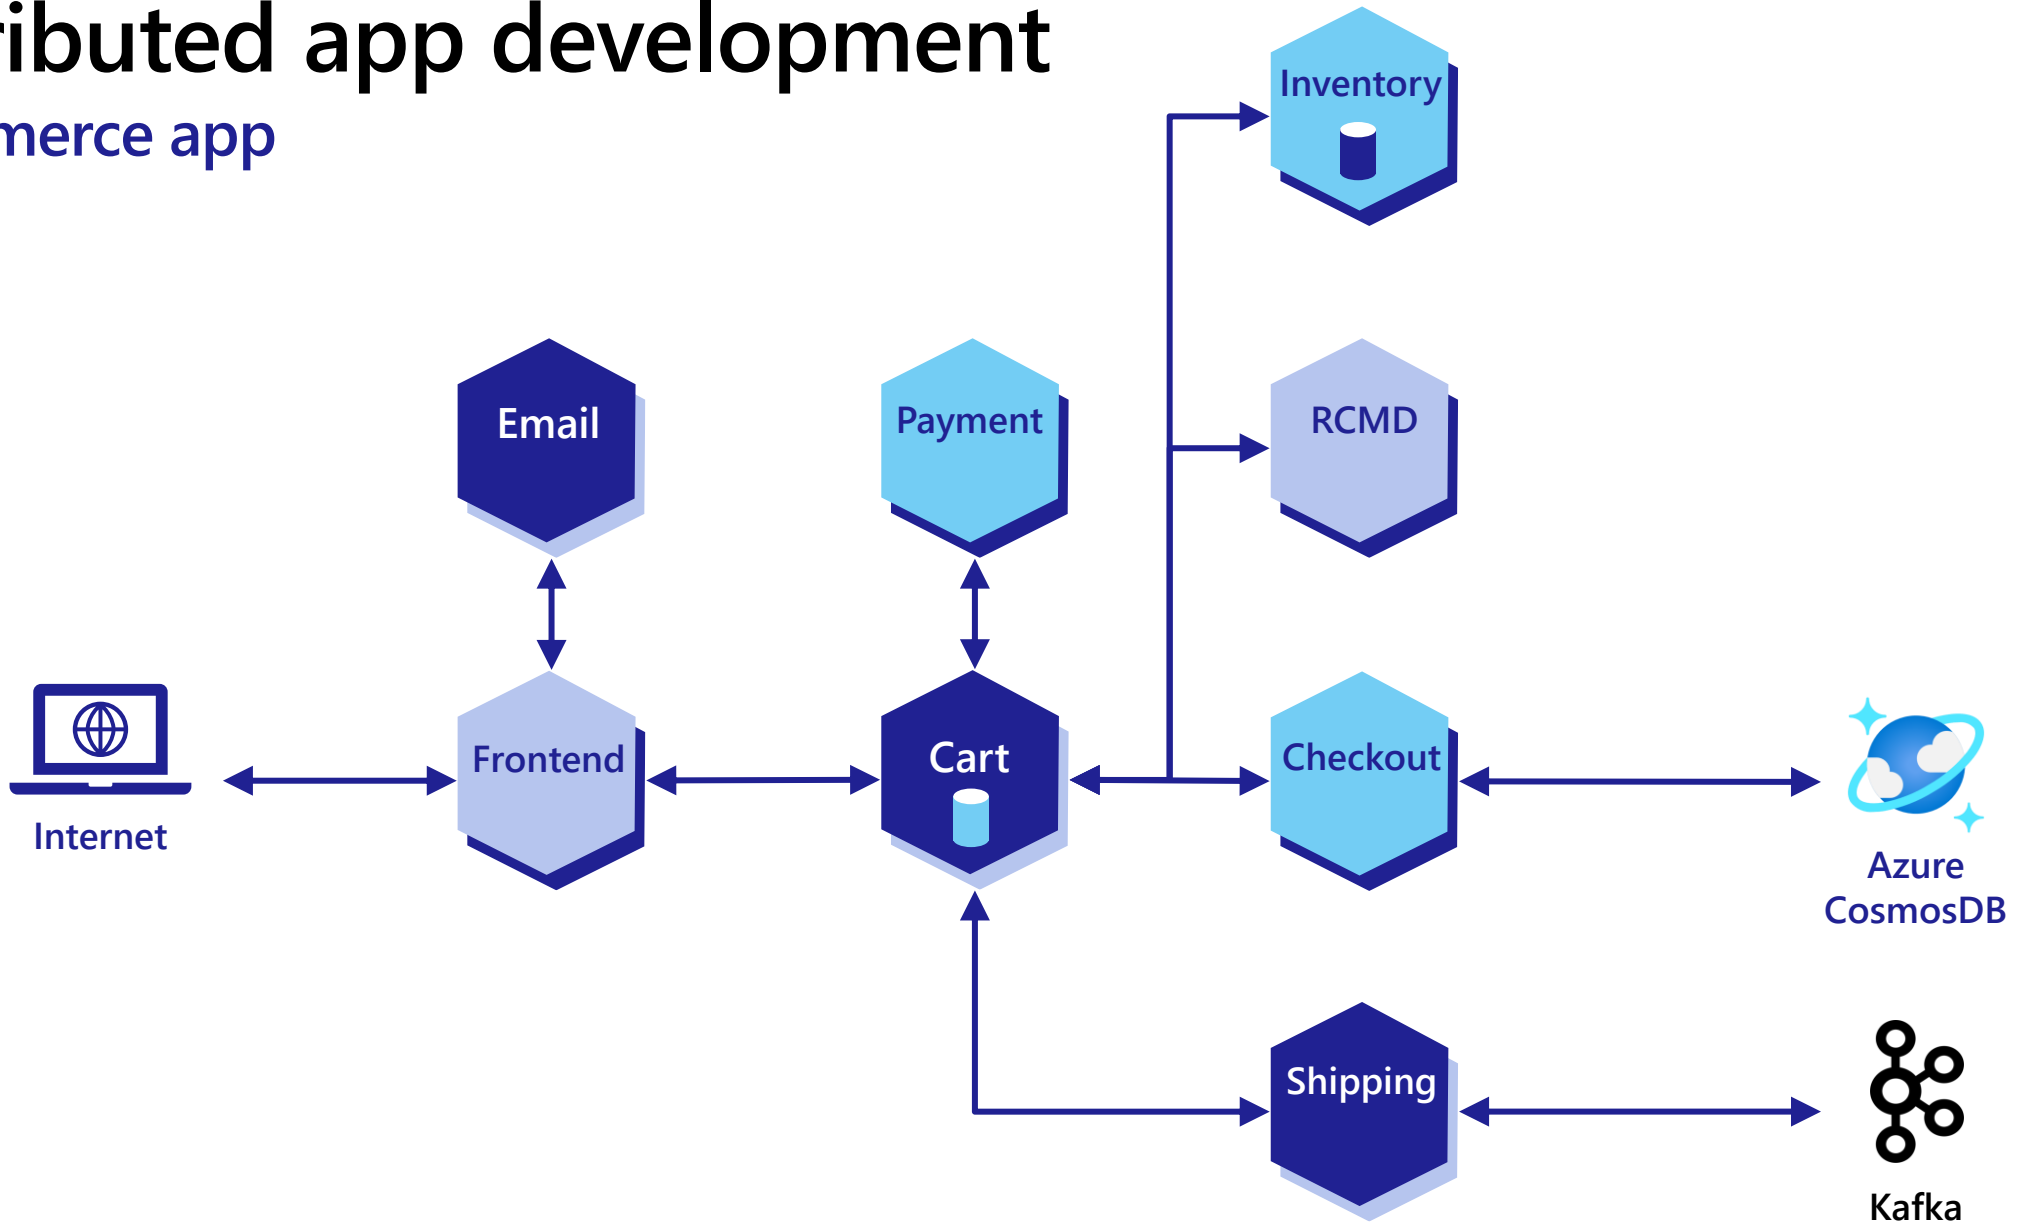 ributed app development
merce app
Inventory
Email
Payment
RCMD
Frontend
Cart
Checkout
Internet
Azure
CosmosDB
Shipping
Kafka